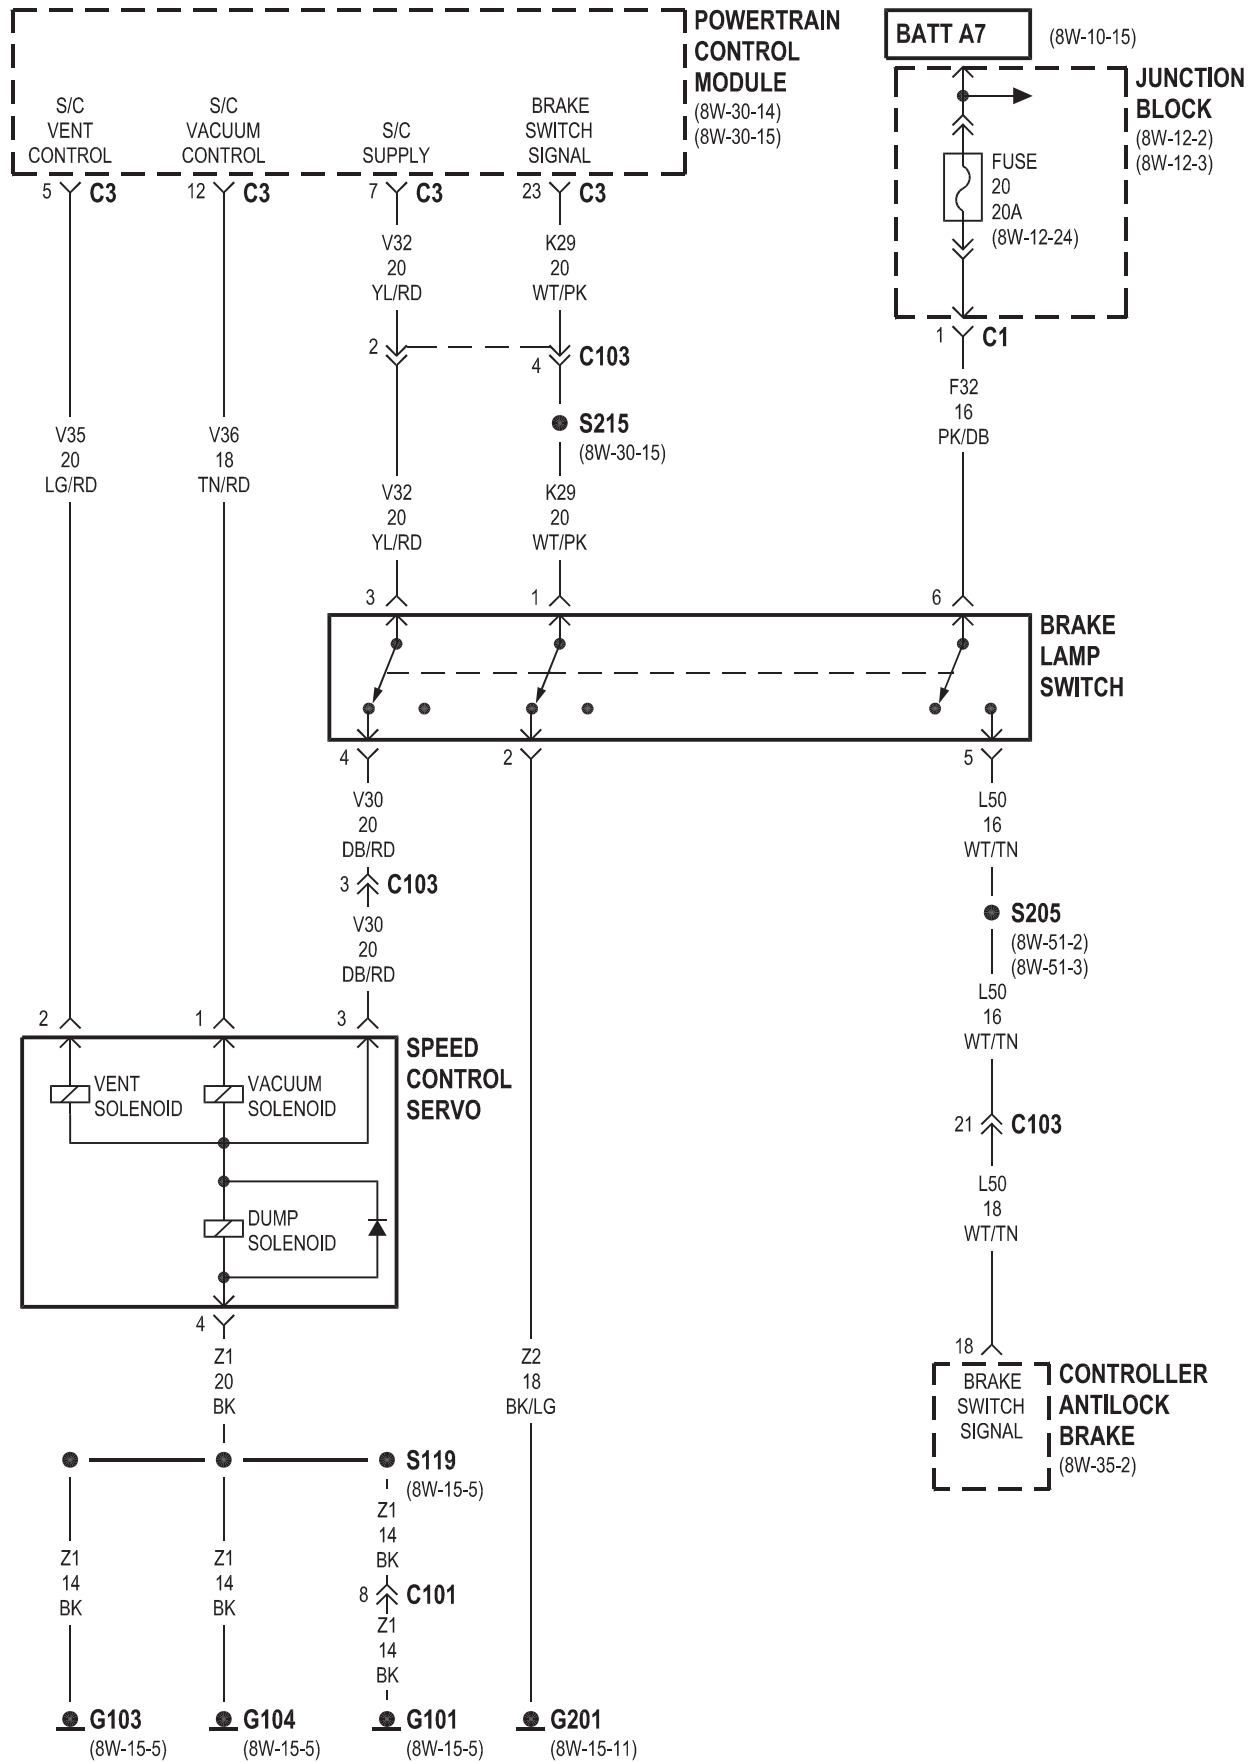 POWERTRAIN
CONTROL
MODULE
(8W-30-14)
(8W-30-15)
BATT A7
(8W-10-15)
JUNCTION
BLOCK
(8W-12-2)
(8W-12-3)
S/C
VENT
CONTROL
S/C
VACUUM
CONTROL
S/C
SUPPLY
BRAKE
SWITCH
SIGNAL
FUSE
20
20A
(8W-12-24)
5 C3
12 C3
7 C3
23 C3
V32
20
YL/RD
K29
20
WT/PK
1 C1
2
4 C103
F32
16
PK/DB
S215
(8W-30-15)
V35
20
LG/RD
V36
18
TN/RD
V32
20
YL/RD
K29
20
WT/PK
3
1
6
BRAKE
LAMP
SWITCH
4
2
5
V30
20
DB/RD
L50
16
WT/TN
3 C103
V30
20
DB/RD
S205
(8W-51-2)
(8W-51-3)
L50
16
WT/TN
2
1
3
SPEED
CONTROL
SERVO
VENT
SOLENOID
VACUUM
SOLENOID
21 C103
L50
18
WT/TN
DUMP
SOLENOID
4
Z1
20
BK
Z2
18
BK/LG
18
BRAKE
SWITCH
SIGNAL
CONTROLLER
ANTILOCK
BRAKE
(8W-35-2)
S119
(8W-15-5)
Z1
14
BK
Z1
14
BK
Z1
14
BK
8 C101
Z1
14
BK
G103
(8W-15-5)
G104
(8W-15-5)
G101
(8W-15-5)
G201
(8W-15-11)